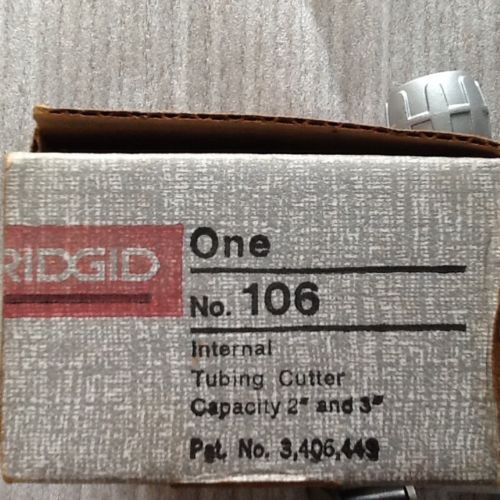 RIDGID
One
No. 106
Internal
Tubing Cutter
Capacity 2" and 3"
Pat. No. 3,406,449